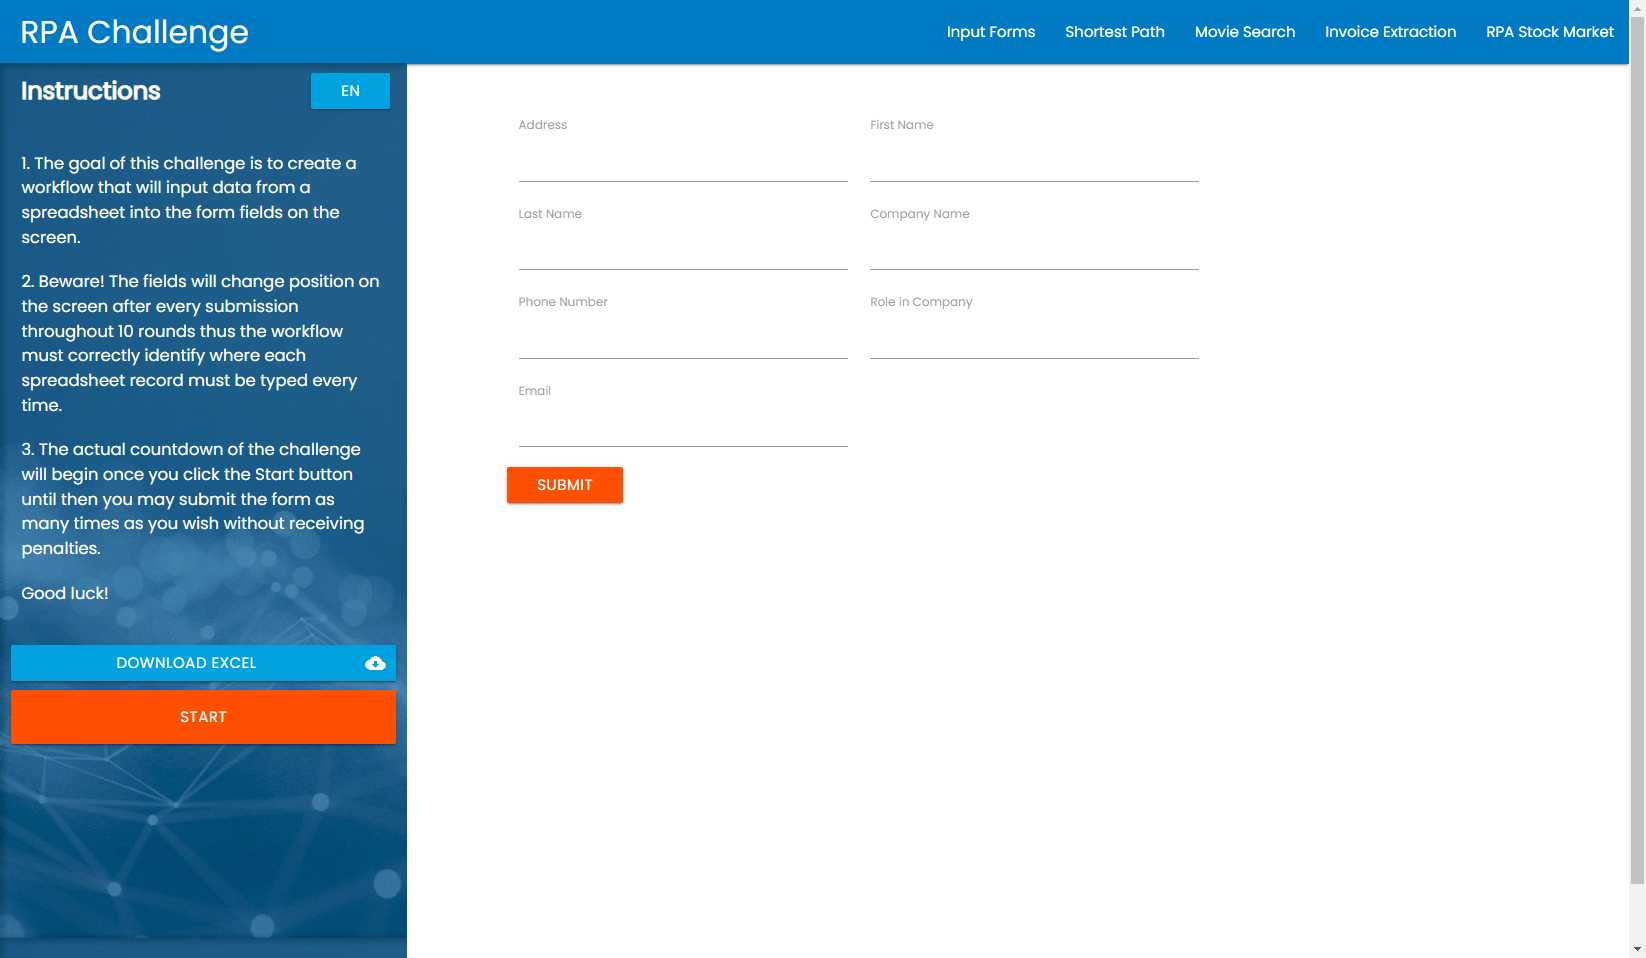 RPA Challenge
Input Forms
Shortest Path
Movie Search
Invoice Extraction
RPA Stock Market
Instructions
EN
1. The goal of this challenge is to create a
workflow that will input data from a
spreadsheet into the form fields on the
screen.
2. Beware! The fields will change position on
the screen after every submission
throughout 10 rounds thus the workflow
must correctly identify where each
spreadsheet record must be typed every
time.
3. The actual countdown of the challenge
will begin once you click the Start button
until then you may submit the form as
many times as you wish without receiving
penalties.
Good luck!
DOWNLOAD EXCEL
START
Address
First Name
Last Name
Company Name
Phone Number
Role in Company
Email
SUBMIT